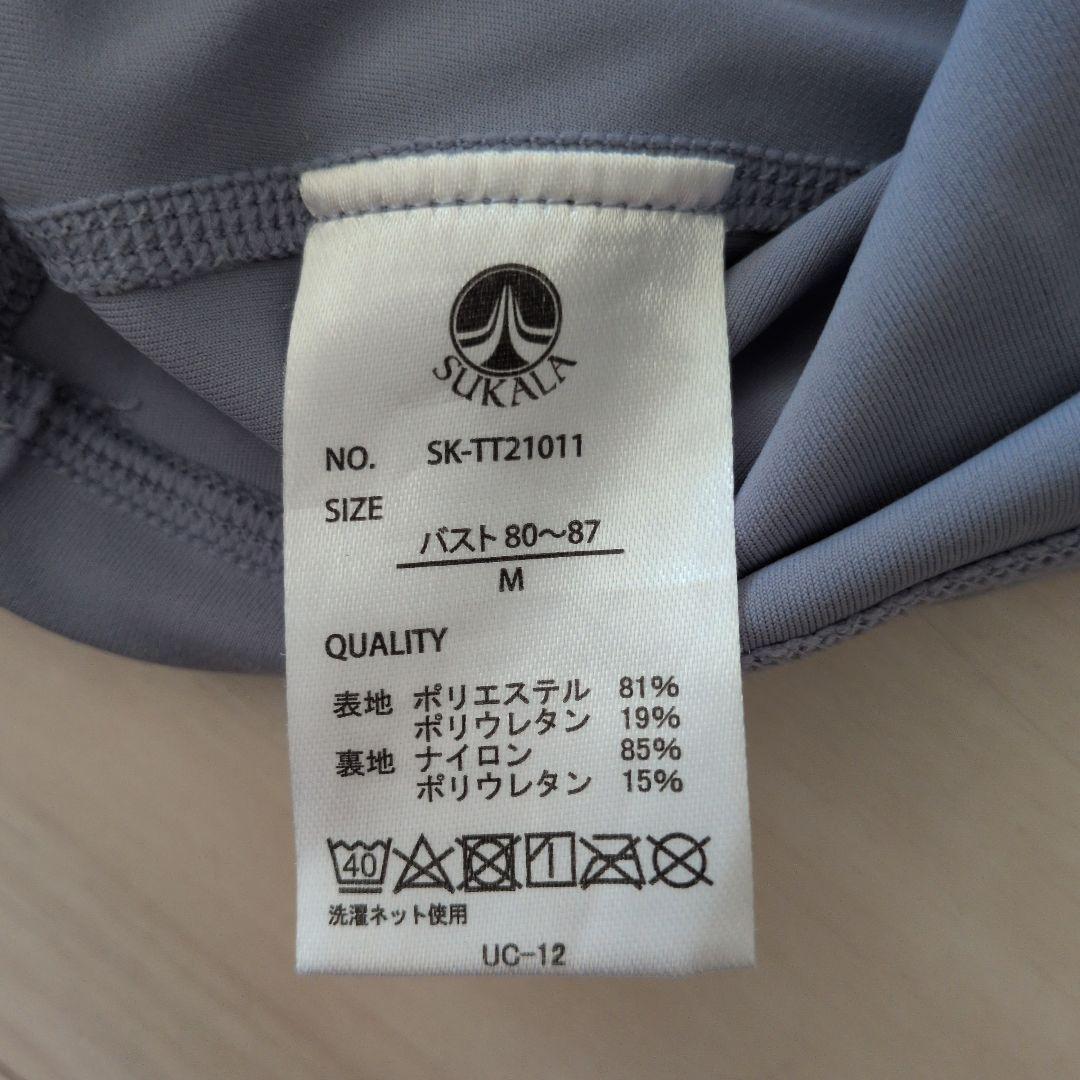 SUKALA
NO. SK-TT21011
SIZE
バスト 80〜87
M
QUALITY
表地 ポリエステル 81%
ポリウレタン 19%
裏地 ナイロン 85%
ポリウレタン 15%
40
洗濯ネット使用
UC-12